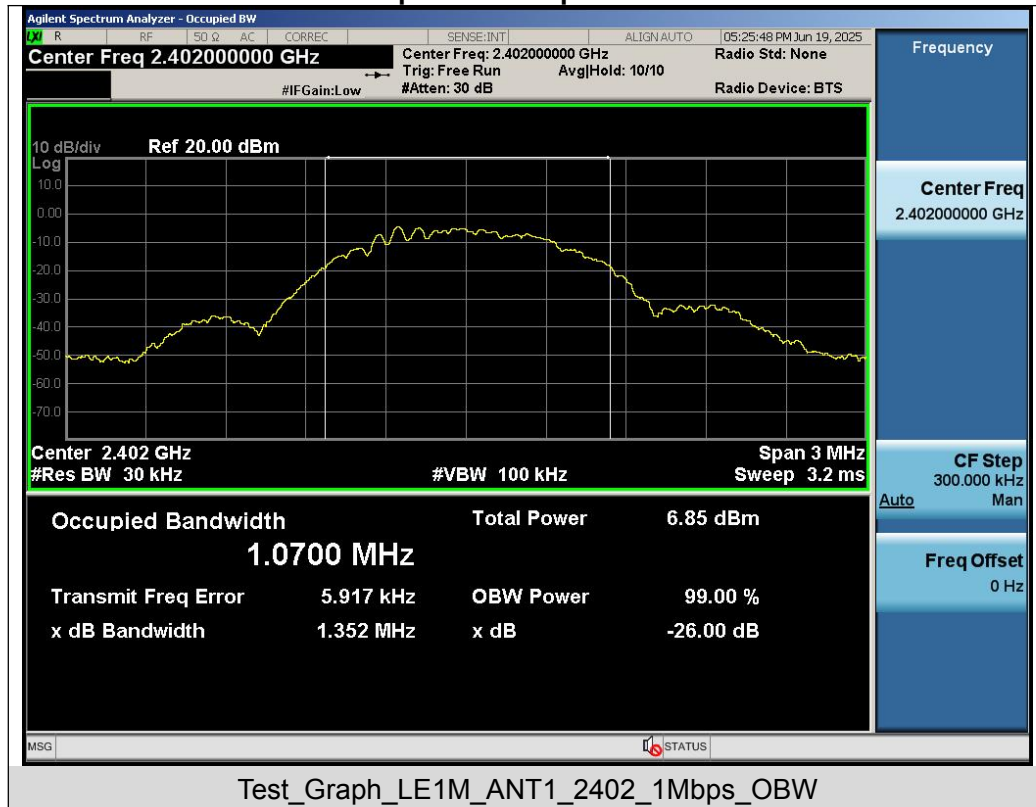 Agilent Spectrum Analyzer - Occupied BW
LXI R RF 50 Ω AC CORREC SENSE:INT ALIGN AUTO 05:25:48 PM Jun 19, 2025
Center Freq 2.402000000 GHz
Center Freq: 2.402000000 GHz Radio Std: None
Trig: Free Run Avg|Hold: 10/10
#IFGain:Low #Atten: 30 dB Radio Device: BTS
10 dB/div Ref 20.00 dBm
Log
10.0
0.00
-10.0
-20.0
-30.0
-40.0
-50.0
-60.0
-70.0
Center 2.402 GHz Span 3 MHz
#Res BW 30 kHz #VBW 100 kHz Sweep 3.2 ms
Occupied Bandwidth Total Power 6.85 dBm
1.0700 MHz
Transmit Freq Error 5.917 kHz OBW Power 99.00 %
x dB Bandwidth 1.352 MHz x dB -26.00 dB
Frequency
Center Freq
2.402000000 GHz
CF Step
300.000 kHz
Auto Man
Freq Offset
0 Hz
MSG STATUS
Test_Graph_LE1M_ANT1_2402_1Mbps_OBW